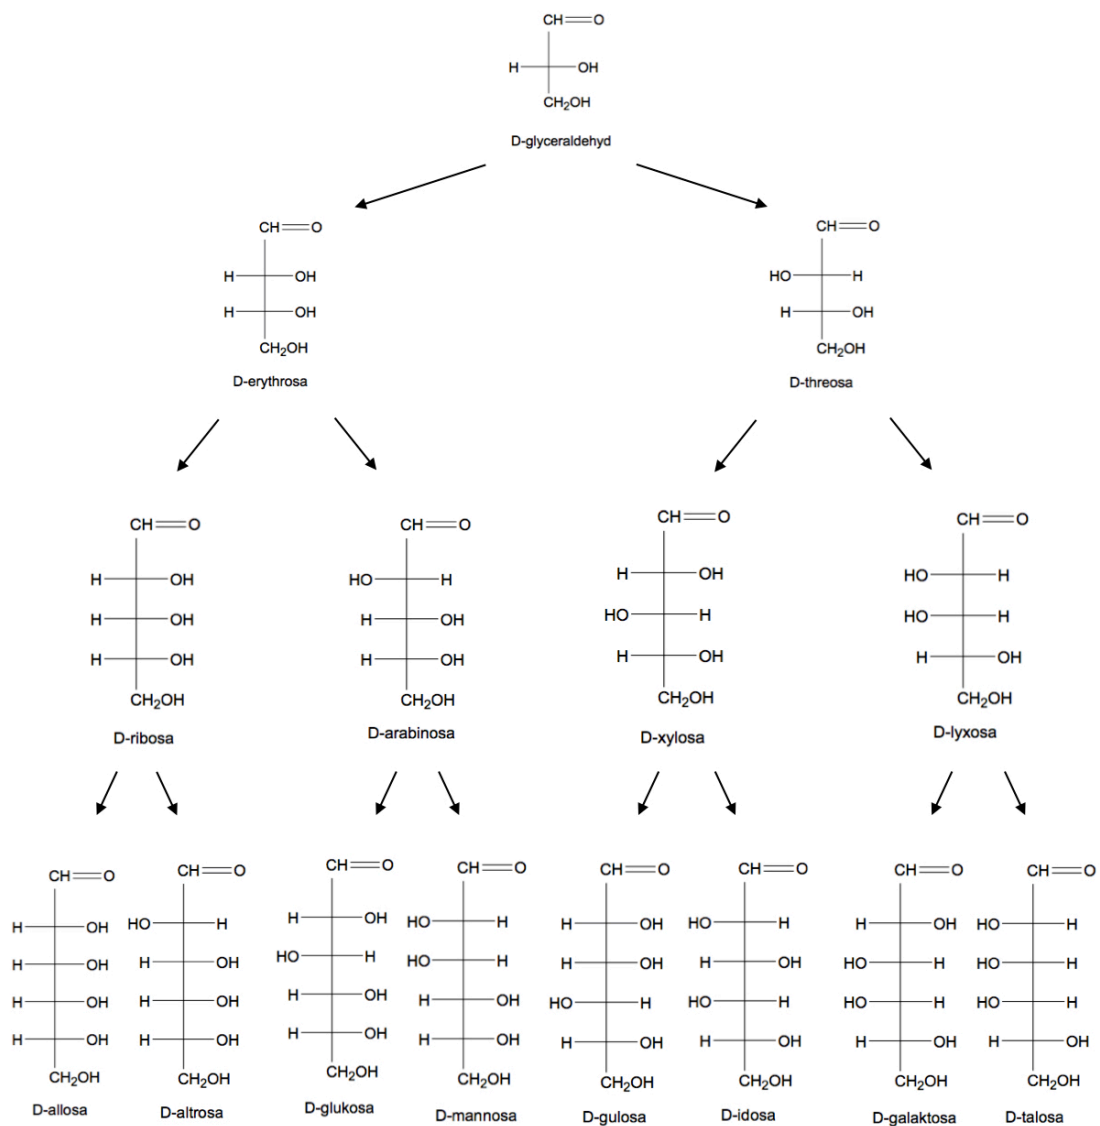 CH O
H OH
CH₂OH
D-glyceraldehyd
CH O
H OH
H OH
CH₂OH
D-erythrosa
CH O
HO H
H OH
CH₂OH
D-threosa
CH O
H OH
H OH
H OH
CH₂OH
D-ribosa
CH O
HO H
H OH
H OH
CH₂OH
D-arabinosa
CH O
H OH
HO H
H OH
CH₂OH
D-xylosa
CH O
HO H
HO H
H OH
CH₂OH
D-lyxosa
CH O
H OH
H OH
H OH
H OH
CH₂OH
D-allosa
CH O
HO H
H OH
H OH
H OH
CH₂OH
D-altrosa
CH O
H OH
HO H
H OH
H OH
CH₂OH
D-glukosa
CH O
HO H
HO H
H OH
H OH
CH₂OH
D-mannosa
CH O
H OH
H OH
HO H
H OH
CH₂OH
D-gulosa
CH O
HO H
H OH
HO H
H OH
CH₂OH
D-idosa
CH O
H OH
HO H
HO H
H OH
CH₂OH
D-galaktosa
CH O
HO H
HO H
HO H
H OH
CH₂OH
D-talosa